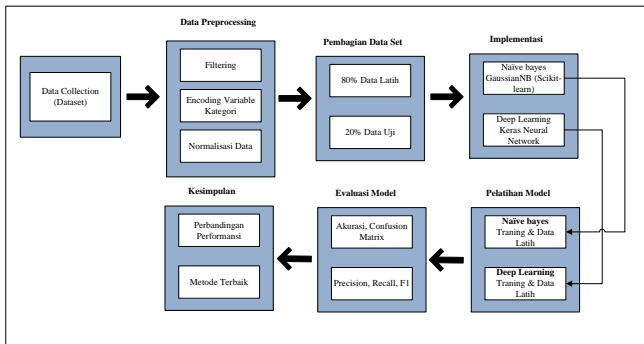 Data Preprocessing
Pembagian Data Set
Implementasi
Data Collection
(Dataset)
Filtering
Encoding Variable
Kategori
Normalisasi Data
80% Data Latih
20% Data Uji
Naïve bayes
GaussianNB (Scikit-
learn)
Deep Learning
Keras Neural
Network
Kesimpulan
Evaluasi Model
Pelatihan Model
Perbandingan
Performansi
Metode Terbaik
Akurasi, Confusion
Matrix
Precision, Recall, F1
Naïve bayes
Traning & Data
Latih
Deep Learning
Traning & Data
Latih